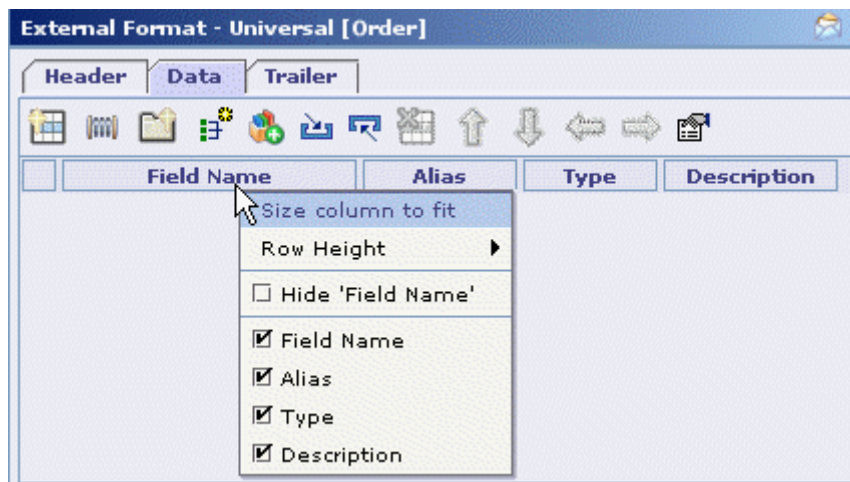 External Format - Universal [Order]
Header Data Trailer
Field Name Alias Type Description
Size column to fit
Row Height
Hide 'Field Name'
Field Name
Alias
Type
Description